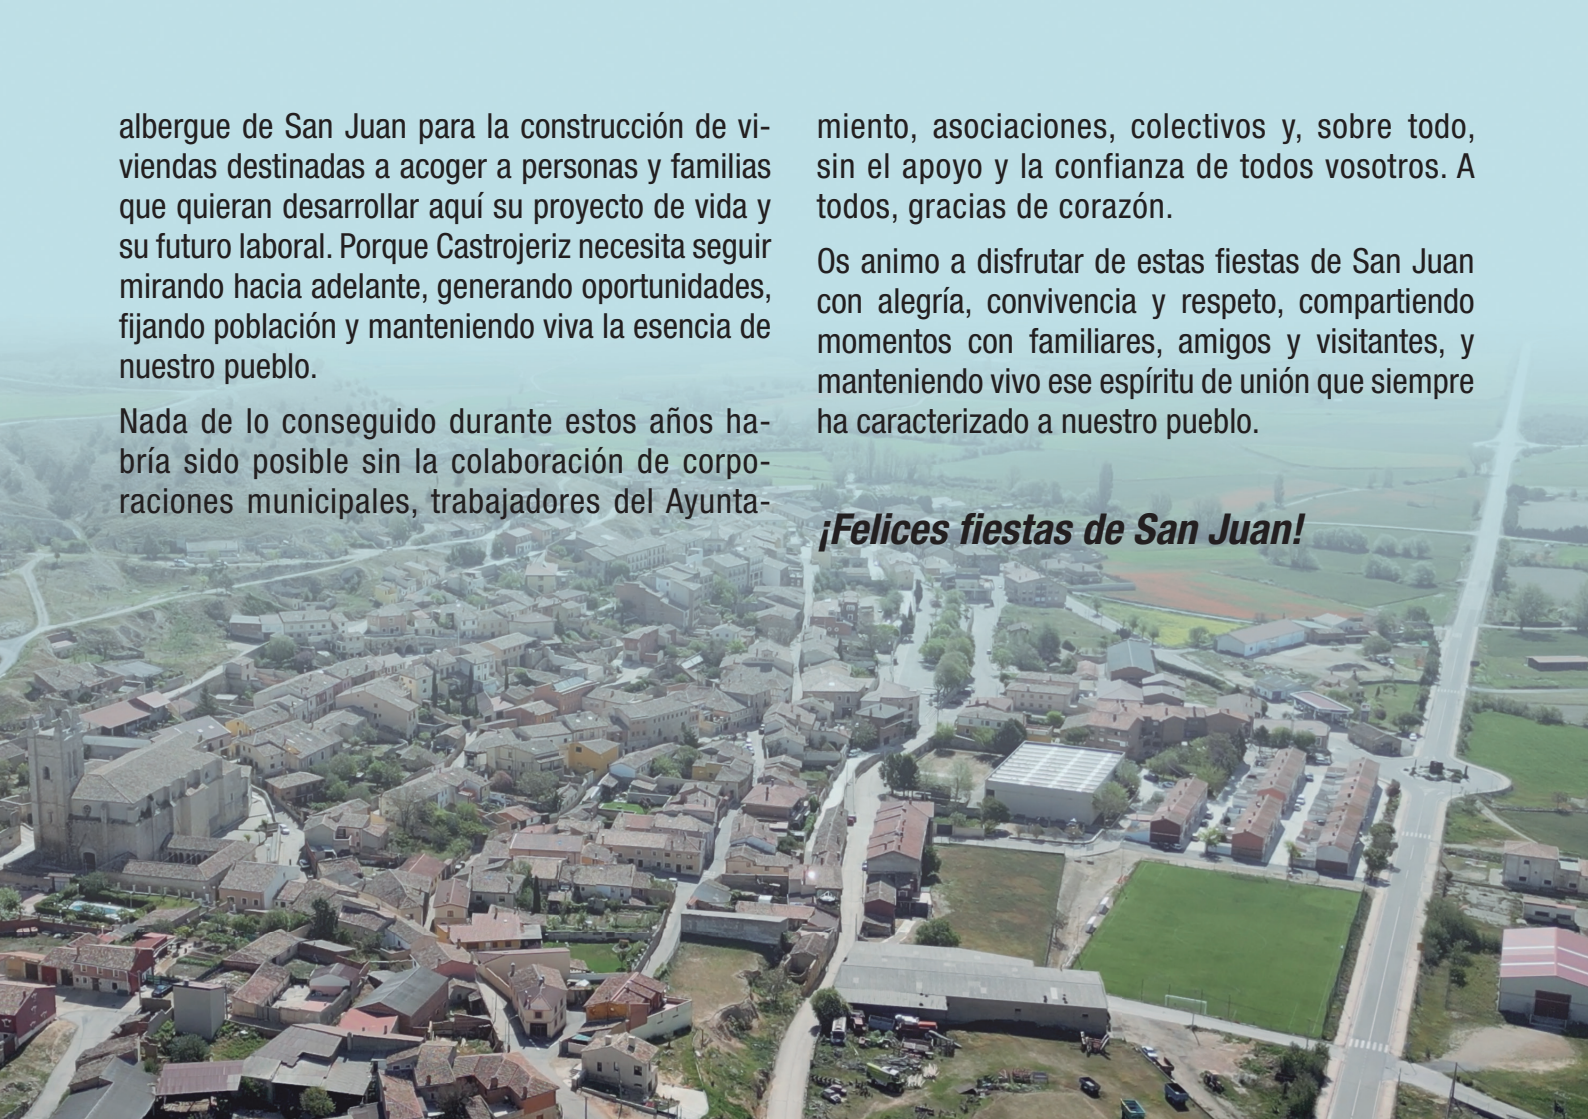 albergue de San Juan para la construcción de vi-
viendas destinadas a acoger a personas y familias
que quieran desarrollar aquí su proyecto de vida y
su futuro laboral. Porque Castrojeriz necesita seguir
mirando hacia adelante, generando oportunidades,
fijando población y manteniendo viva la esencia de
nuestro pueblo.
Nada de lo conseguido durante estos años ha-
bría sido posible sin la colaboración de corpo-
raciones municipales, trabajadores del Ayunta-
miento, asociaciones, colectivos y, sobre todo,
sin el apoyo y la confianza de todos vosotros. A
todos, gracias de corazón.
Os animo a disfrutar de estas fiestas de San Juan
con alegría, convivencia y respeto, compartiendo
momentos con familiares, amigos y visitantes, y
manteniendo vivo ese espíritu de unión que siempre
ha caracterizado a nuestro pueblo.
¡Felices fiestas de San Juan!